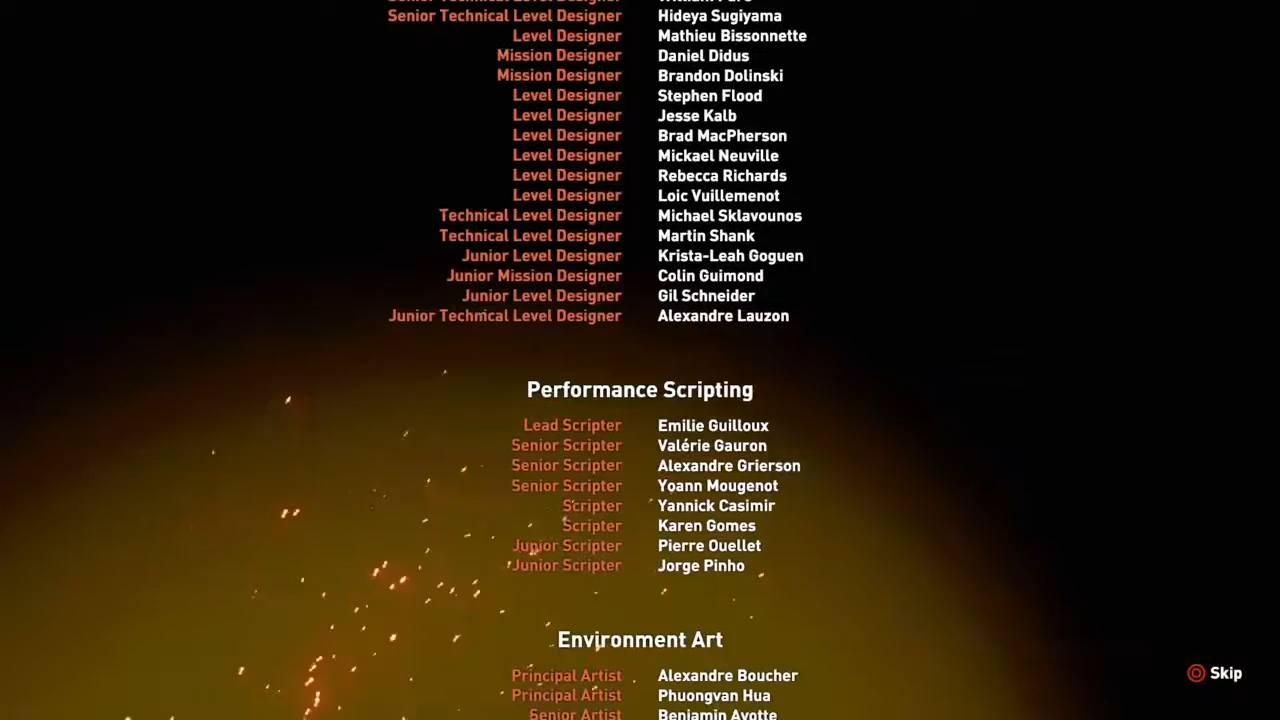 Senior Technical Level Designer
Senior Technical Level Designer Hideya Sugiyama
Level Designer Mathieu Bissonnette
Mission Designer Daniel Didus
Mission Designer Brandon Dolinski
Level Designer Stephen Flood
Level Designer Jesse Kalb
Level Designer Brad MacPherson
Level Designer Mickael Neuville
Level Designer Rebecca Richards
Level Designer Loic Vuillemenot
Technical Level Designer Michael Sklavounos
Technical Level Designer Martin Shank
Junior Level Designer Krista-Leah Goguen
Junior Mission Designer Colin Guimond
Junior Level Designer Gil Schneider
Junior Technical Level Designer Alexandre Lauzon
Performance Scripting
Lead Scripter Emilie Guilloux
Senior Scripter Valérie Gauron
Senior Scripter Alexandre Grierson
Senior Scripter Yoann Mougenot
Scripter Yannick Casimir
Scripter Karen Gomes
Junior Scripter Pierre Ouellet
Junior Scripter Jorge Pinho
Environment Art
Principal Artist Alexandre Boucher
Principal Artist Phuongvan Hua
Senior Artist Benjamin Ayotte
Skip